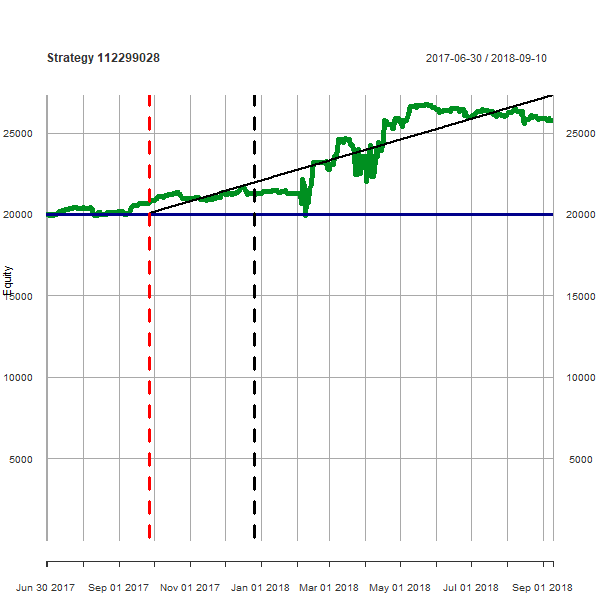 Strategy 112299028
2017-06-30 / 2018-09-10
25000
25000
20000
20000
Equity
15000
15000
10000
10000
5000
5000
Jun 30 2017
Sep 01 2017
Nov 01 2017
Jan 01 2018
Mar 01 2018
May 01 2018
Jul 01 2018
Sep 01 2018